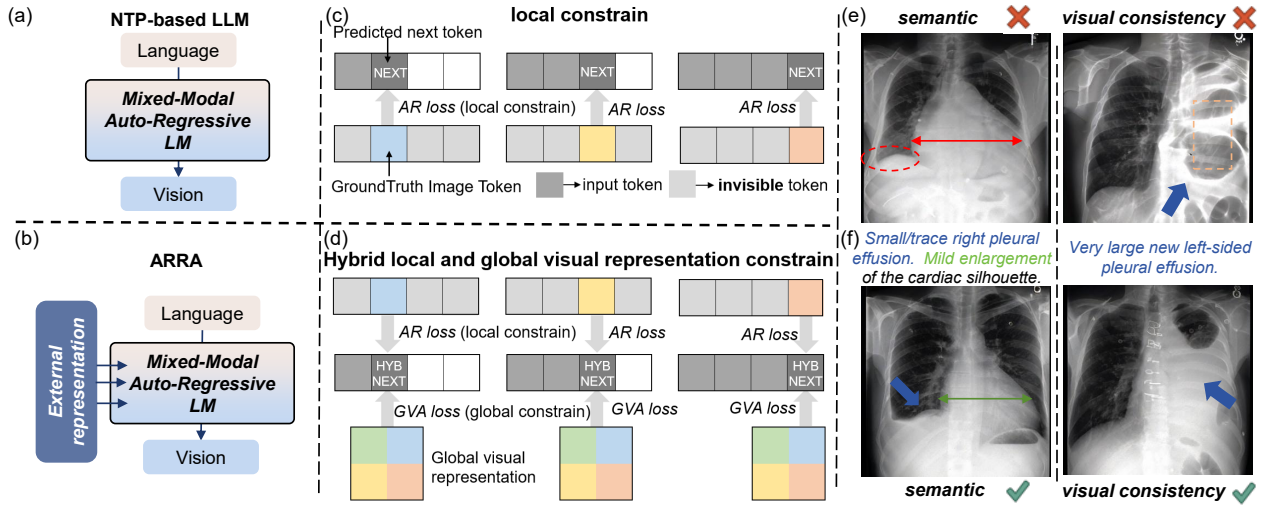 (a)
NTP-based LLM
Language
Mixed-Modal
Auto-Regressive
LM
Vision
(b)
ARRA
External
representation
Language
Mixed-Modal
Auto-Regressive
LM
Vision
(c)
local constrain
Predicted next token
NEXT
NEXT
NEXT
AR loss (local constrain)
AR loss
AR loss
GroundTruth Image Token
input token
invisible token
(d)
Hybrid local and global visual representation constrain
AR loss (local constrain)
AR loss
AR loss
HYB
NEXT
HYB
NEXT
HYB
NEXT
GVA loss (global constrain)
GVA loss
GVA loss
Global visual
representation
(e)
semantic
visual consistency
(f)
Small/trace right pleural
effusion. Mild enlargement
of the cardiac silhouette.
Very large new left-sided
pleural effusion.
semantic
visual consistency